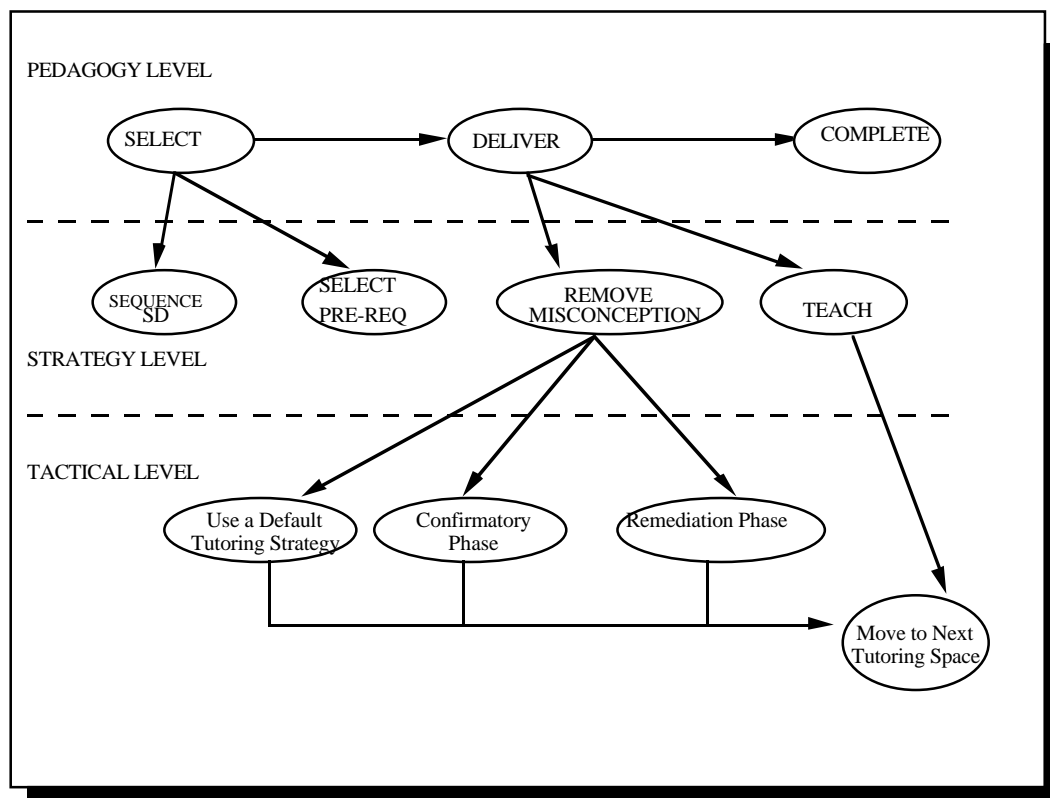 PEDAGOGY LEVEL
SELECT
DELIVER
COMPLETE
SEQUENCE
SD
SELECT
PRE-REQ
REMOVE
MISCONCEPTION
TEACH
STRATEGY LEVEL
TACTICAL LEVEL
Use a Default
Tutoring Strategy
Confirmatory
Phase
Remediation Phase
Move to Next
Tutoring Space